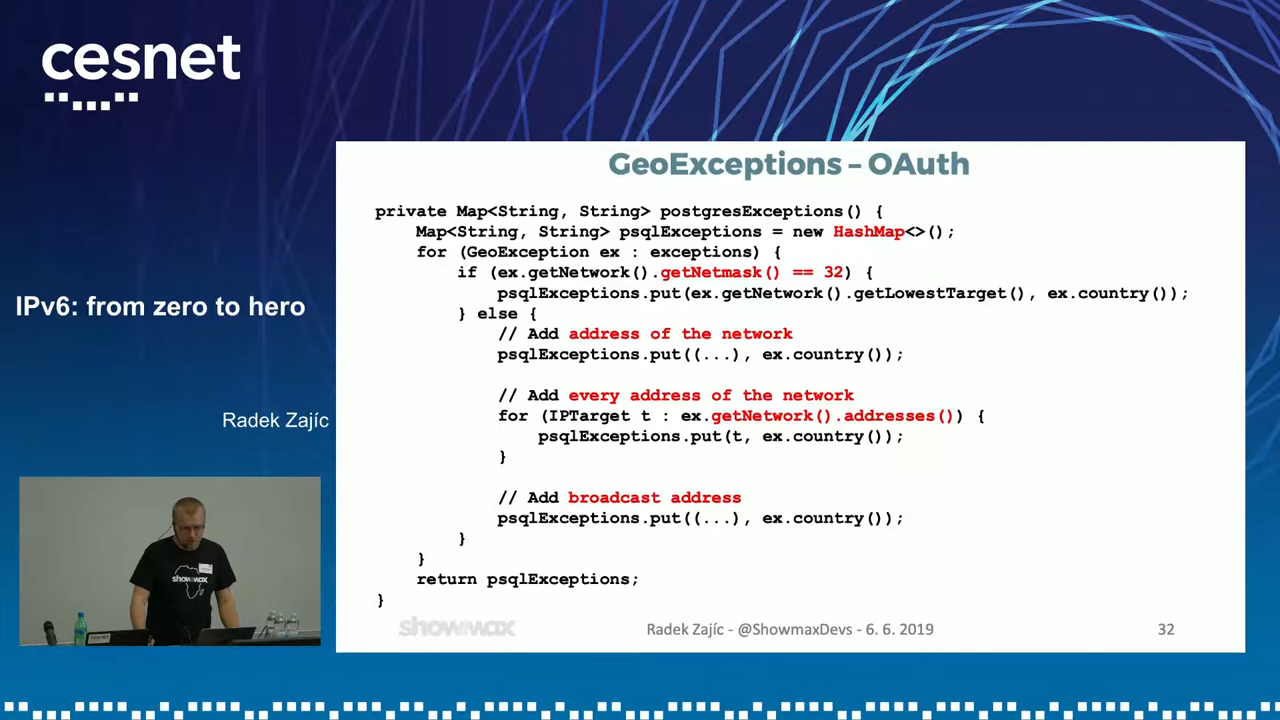 cesnet
GeoExceptions – OAuth
private Map<String, String> postgresExceptions() {
Map<String, String> psqlExceptions = new HashMap<>();
for (GeoException ex : exceptions) {
if (ex.getNetwork().getNetmask() == 32) {
psqlExceptions.put(ex.getNetwork().getLowestTarget(), ex.country());
} else {
// Add address of the network
psqlExceptions.put((...), ex.country());
// Add every address of the network
for (IPTarget t : ex.getNetwork().addresses()) {
psqlExceptions.put(t, ex.country());
}
// Add broadcast address
psqlExceptions.put((...), ex.country());
}
}
return psqlExceptions;
}
showmax
Radek Zajíc - @ShowmaxDevs - 6. 6. 2019
32
IPv6: from zero to hero
Radek Zajíc
showmax